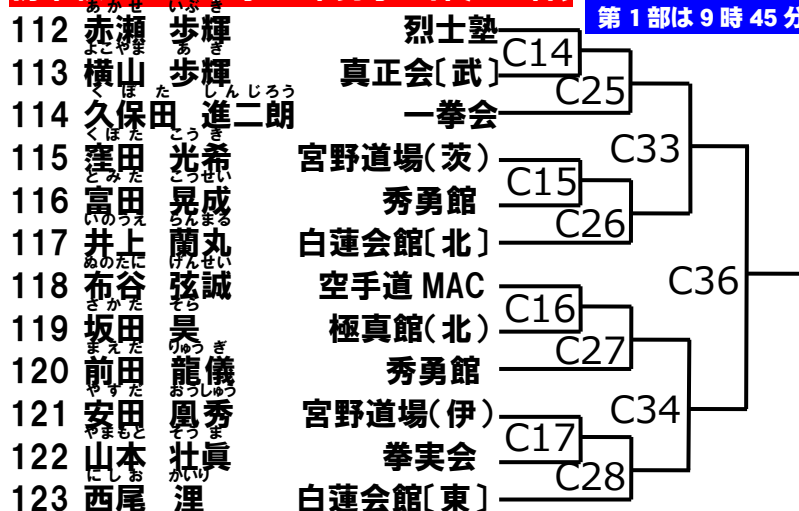 第1部は9時45分
あかせ いぶき
112 赤瀬 歩輝 烈士塾
よこやま あき
113 横山 歩輝 真正会〔武〕
くぼた しんじろう
114 久保田 進二朗 一拳会
くぼた こうき
115 窪田 光希 宮野道場(茨)
とみた こうせい
116 富田 晃成 秀勇館
いのうえ らんまる
117 井上 蘭丸 白蓮会館〔北〕
ぬのたに げんせい
118 布谷 弦誠 空手道 MAC
さかた そら
119 坂田 昊 極真館(北)
まえだ りゅうぎ
120 前田 龍儀 秀勇館
やすだ おうしゅう
121 安田 凰秀 宮野道場(伊)
やまもと そうま
122 山本 壮眞 拳実会
にしお かいり
123 西尾 浬 白蓮会館〔東〕
C14
C25
C33
C15
C26
C36
C16
C27
C34
C17
C28